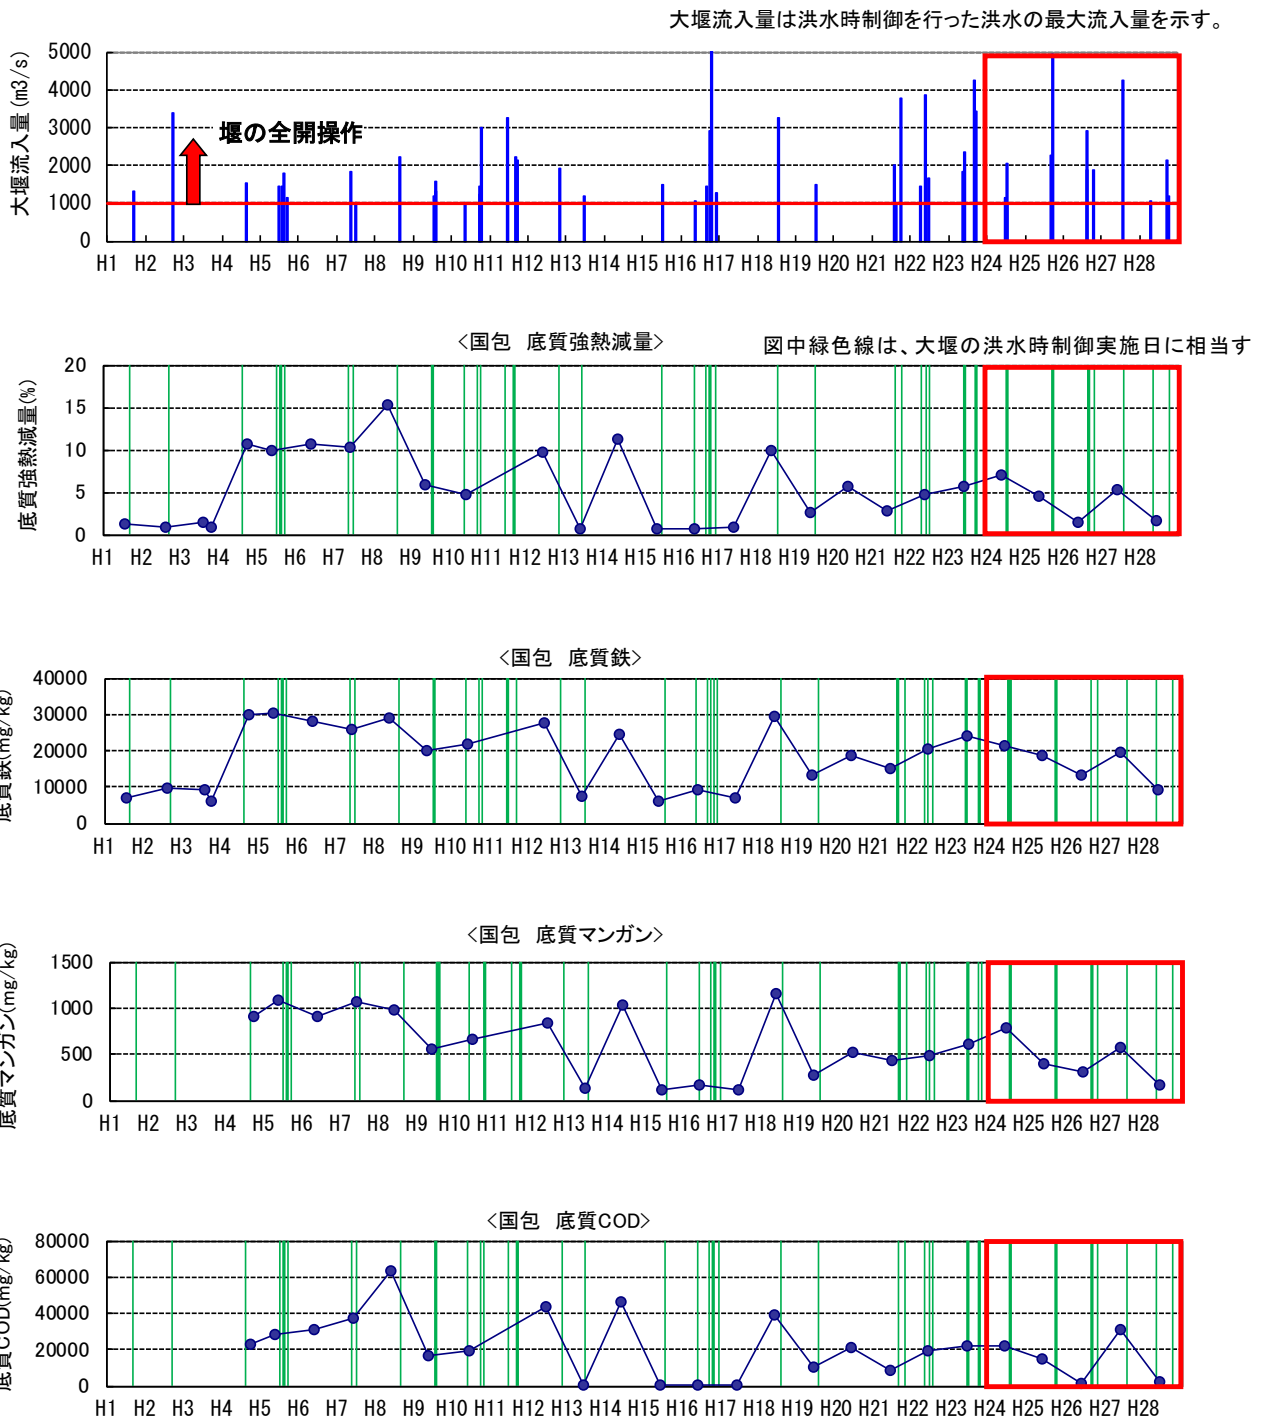 大堰流入量は洪水時制御を行った洪水の最大流入量を示す。
大堰流入量(m3/s)
5000
4000
3000
2000
1000
0
堰の全開操作
H1 H2 H3 H4 H5 H6 H7 H8 H9 H10 H11 H12 H13 H14 H15 H16 H17 H18 H19 H20 H21 H22 H23 H24 H25 H26 H27 H28
<国包 底質強熱減量>
図中緑色線は、大堰の洪水時制御実施日に相当す
底質強熱減量(%)
20
15
10
5
0
H1 H2 H3 H4 H5 H6 H7 H8 H9 H10 H11 H12 H13 H14 H15 H16 H17 H18 H19 H20 H21 H22 H23 H24 H25 H26 H27 H28
<国包 底質鉄>
底質鉄(mg/kg)
40000
30000
20000
10000
0
H1 H2 H3 H4 H5 H6 H7 H8 H9 H10 H11 H12 H13 H14 H15 H16 H17 H18 H19 H20 H21 H22 H23 H24 H25 H26 H27 H28
<国包 底質マンガン>
底質マンガン(mg/kg)
1500
1000
500
0
H1 H2 H3 H4 H5 H6 H7 H8 H9 H10 H11 H12 H13 H14 H15 H16 H17 H18 H19 H20 H21 H22 H23 H24 H25 H26 H27 H28
<国包 底質COD>
底質COD(mg/kg)
80000
60000
40000
20000
0
H1 H2 H3 H4 H5 H6 H7 H8 H9 H10 H11 H12 H13 H14 H15 H16 H17 H18 H19 H20 H21 H22 H23 H24 H25 H26 H27 H28